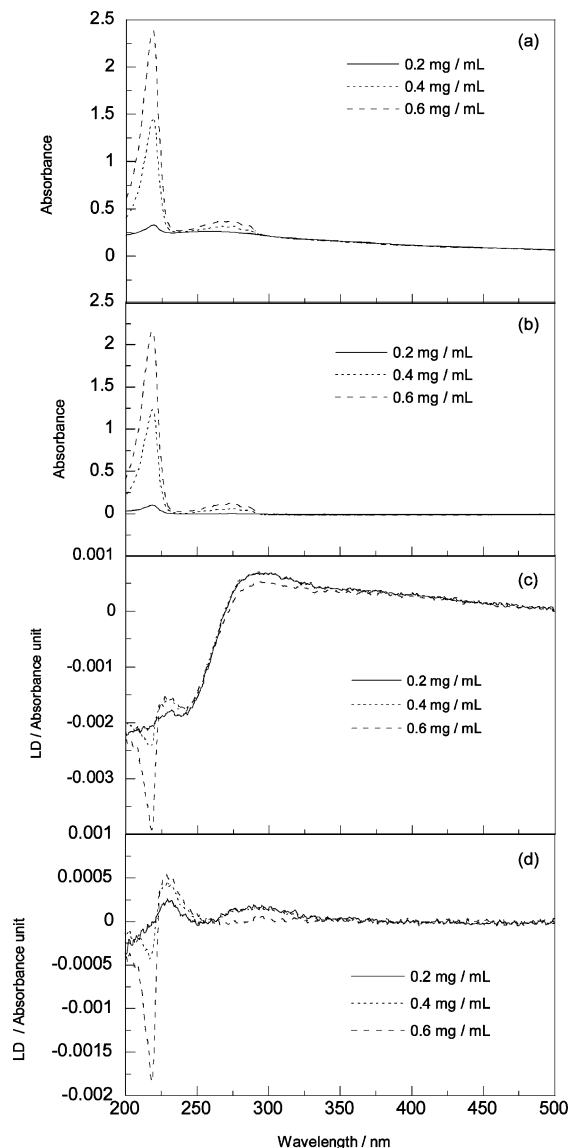 2.5
(a)
0.2 mg / mL
2
0.4 mg / mL
0.6 mg / mL
1.5
1
Absorbance
0.5
0
2.5
(b)
2
0.2 mg / mL
0.4 mg / mL
1.5
0.6 mg / mL
1
Absorbance
0.5
0
0.001
(c)
0
-0.001
0.2 mg / mL
0.4 mg / mL
-0.002
0.6 mg / mL
LD / Absorbance unit
-0.003
0.001
(d)
0.0005
0
-0.0005
0.2 mg / mL
-0.001
0.4 mg / mL
0.6 mg / mL
LD / Absorbance unit
-0.0015
-0.002
200 250 300 350 400 450 500
Wavelength / nm